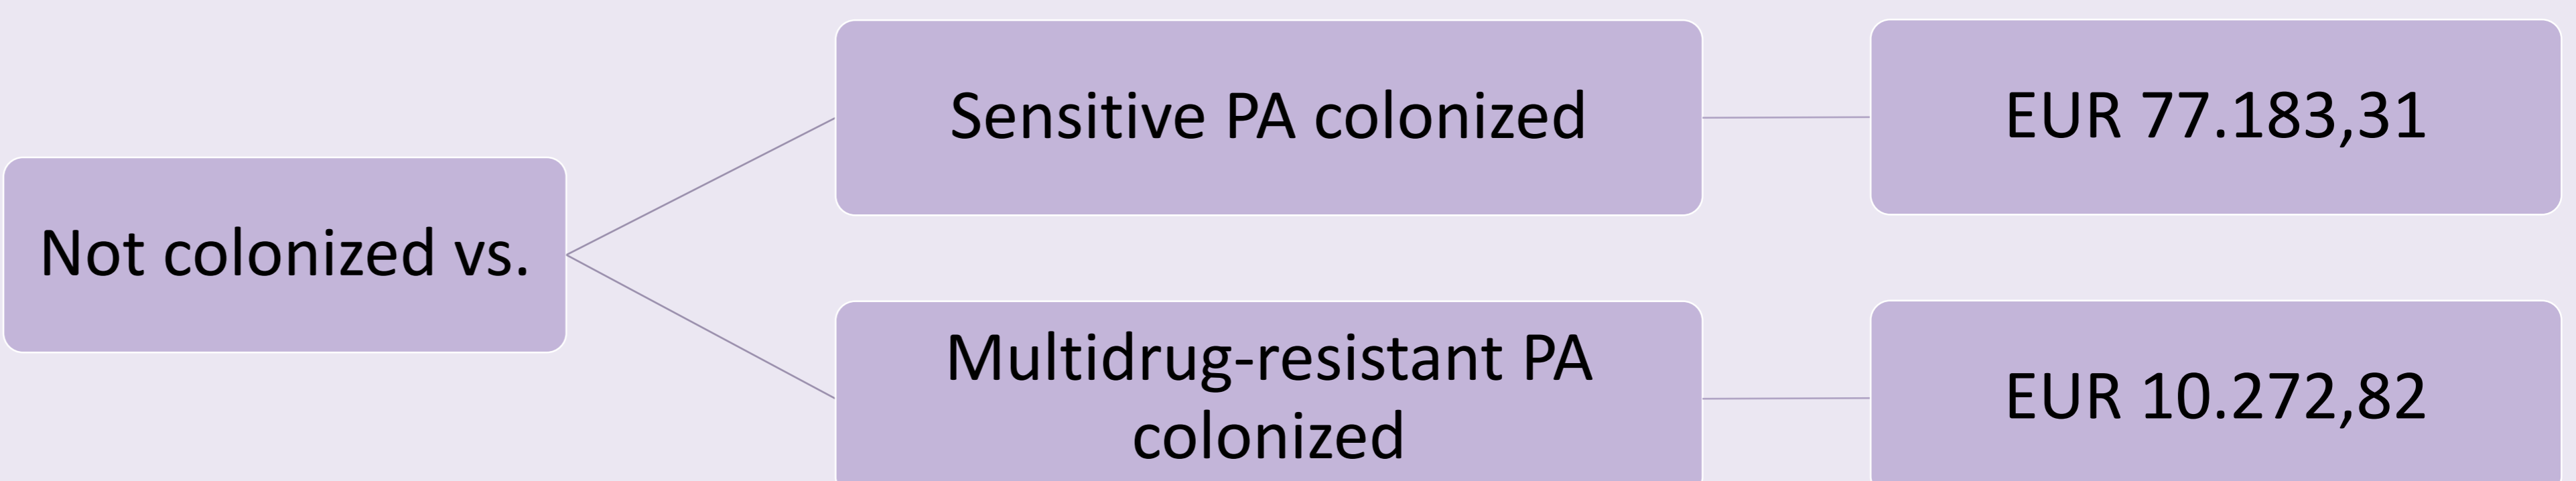 Not colonized vs.
Sensitive PA colonized
EUR 77.183,31
Multidrug-resistant PA
colonized
EUR 10.272,82